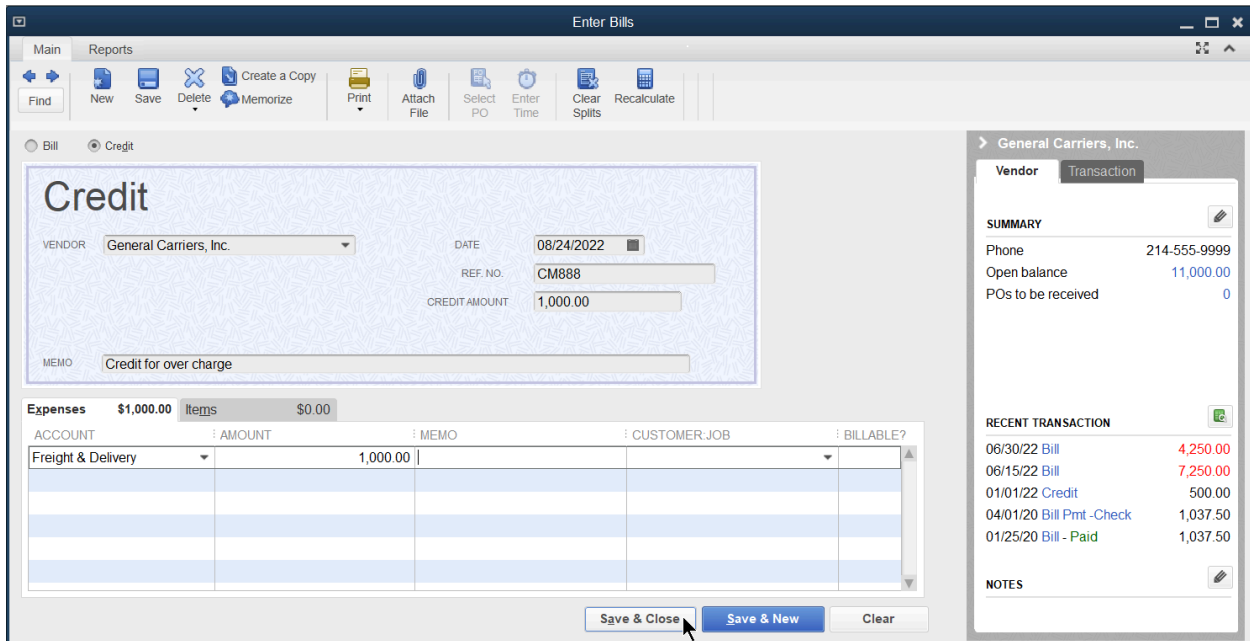 Enter Bills
Main Reports
Find
New
Save
Delete
Create a Copy
Memorize
Print
Attach
File
Select
PO
Enter
Time
Clear
Splits
Recalculate
Bill Credit
Credit
VENDOR General Carriers, Inc.
DATE 08/24/2022
REF. NO. CM888
CREDIT AMOUNT 1,000.00
MEMO Credit for over charge
Expenses $1,000.00 Items $0.00
ACCOUNT AMOUNT MEMO CUSTOMER:JOB BILLABLE?
Freight & Delivery 1,000.00
Save & Close Save & New Clear
General Carriers, Inc.
Vendor Transaction
SUMMARY
Phone 214-555-9999
Open balance 11,000.00
POs to be received 0
RECENT TRANSACTION
06/30/22 Bill 4,250.00
06/15/22 Bill 7,250.00
01/01/22 Credit 500.00
04/01/20 Bill Pmt -Check 1,037.50
01/25/20 Bill - Paid 1,037.50
NOTES